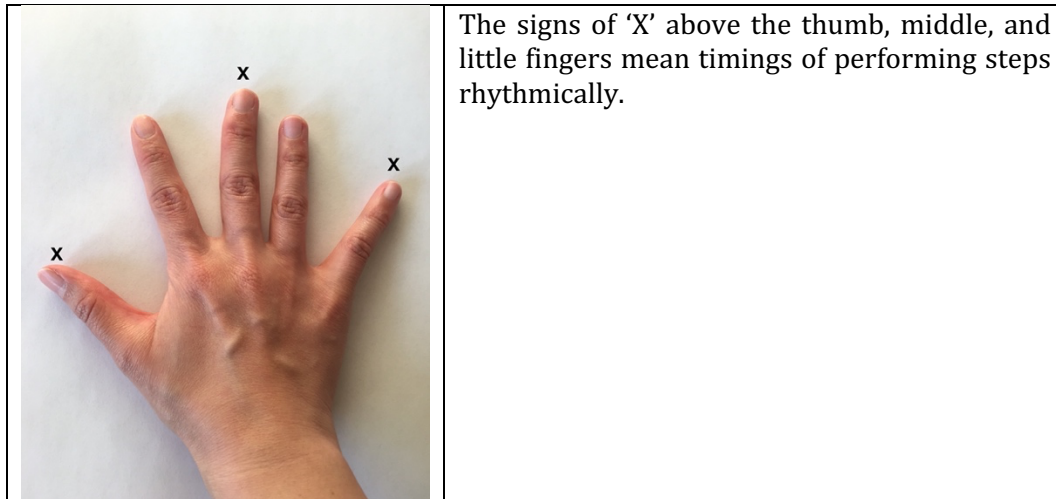 X
The signs of ‘X’ above the thumb, middle, and
little fingers mean timings of performing steps
rhythmically.
X
X